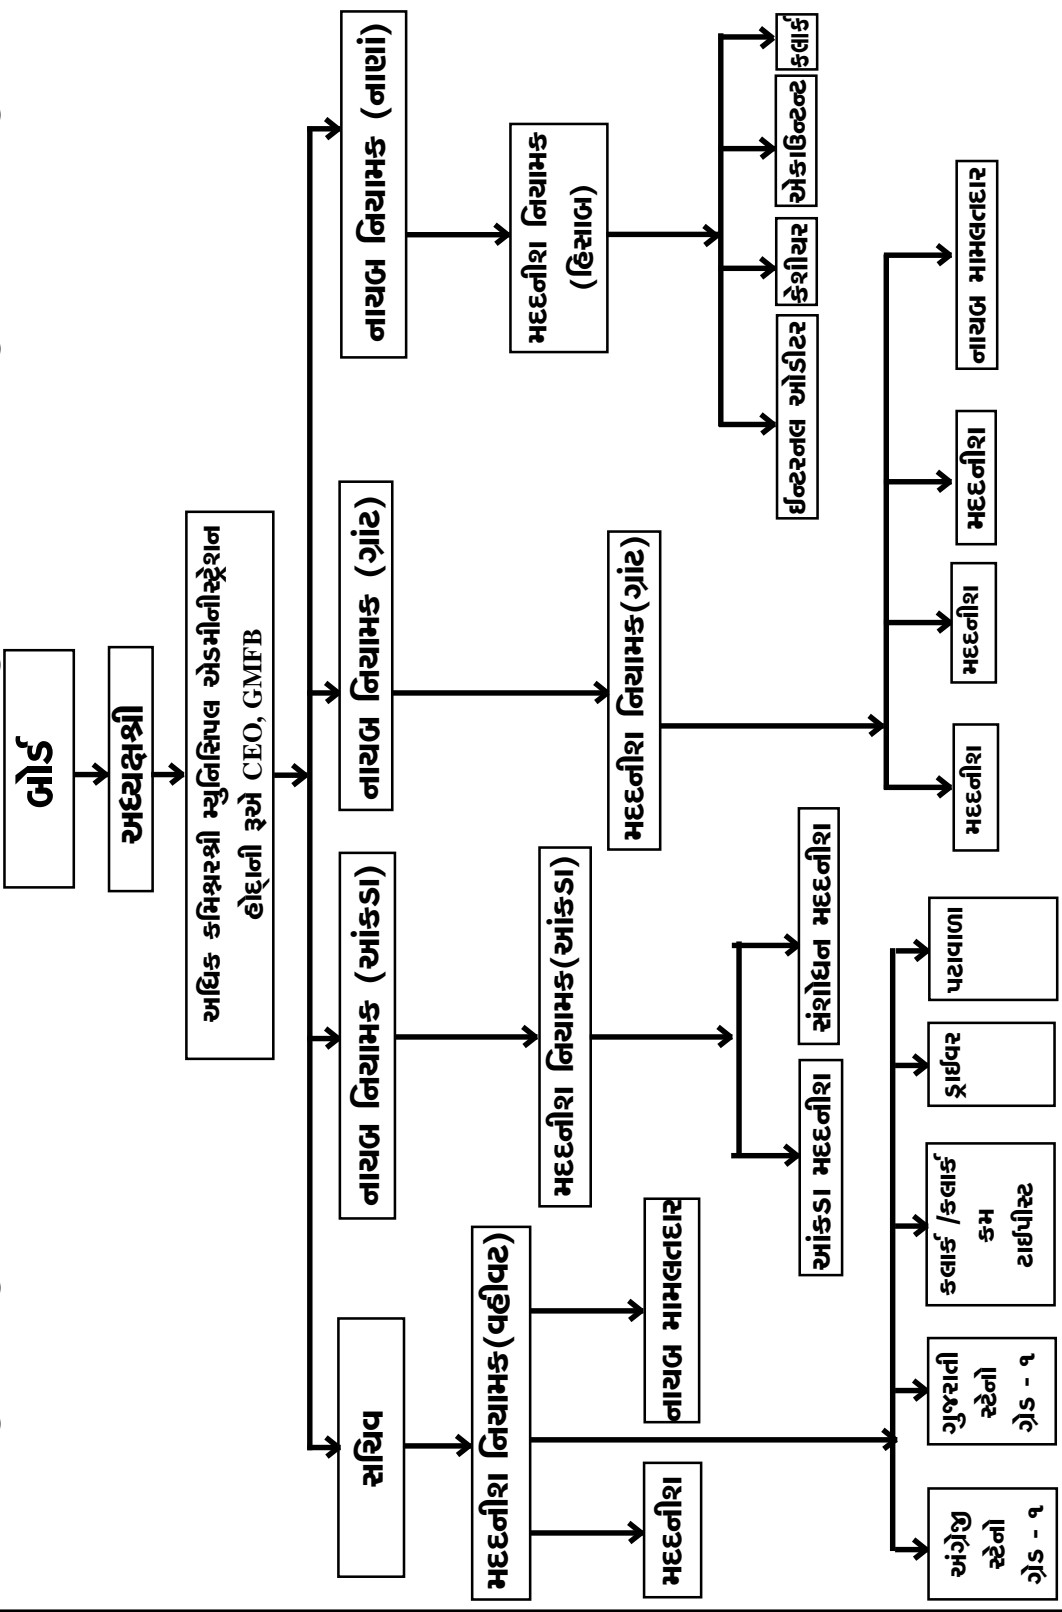 બોર્ડ
અધ્યક્ષશ્રી
અધિક કમિશ્નરશ્રી મ્યુનિસિપલ એડમીનીસ્ટ્રેશન
હોદ્દાની રૂએ CEO, GMFB
સચિવ
નાયબ નિયામક (આંકડા)
નાયબ નિયામક (ગ્રાંટ)
નાયબ નિયામક (નાણાં)
મદદનીશ નિયામક(વહીવટ)
મદદનીશ નિયામક(આંકડા)
મદદનીશ નિયામક(ગ્રાંટ)
મદદનીશ નિયામક
(હિસાબ)
મદદનીશ
નાયબ મામલતદાર
આંકડા મદદનીશ
સંશોધન મદદનીશ
ઇન્ટરનલ ઓડીટર
કેશીયર
એકાઉન્ટન્ટ
કલાર્ક
મદદનીશ
મદદનીશ
મદદનીશ
નાયબ મામલતદાર
અંગ્રેજી
સ્ટેનો
ગ્રેડ - ૧
ગુજરાતી
સ્ટેનો
ગ્રેડ - ૧
કલાર્ક /કલાર્ક
કમ
ટાઇપીસ્ટ
ડ્રાઇવર
પટાવાળા